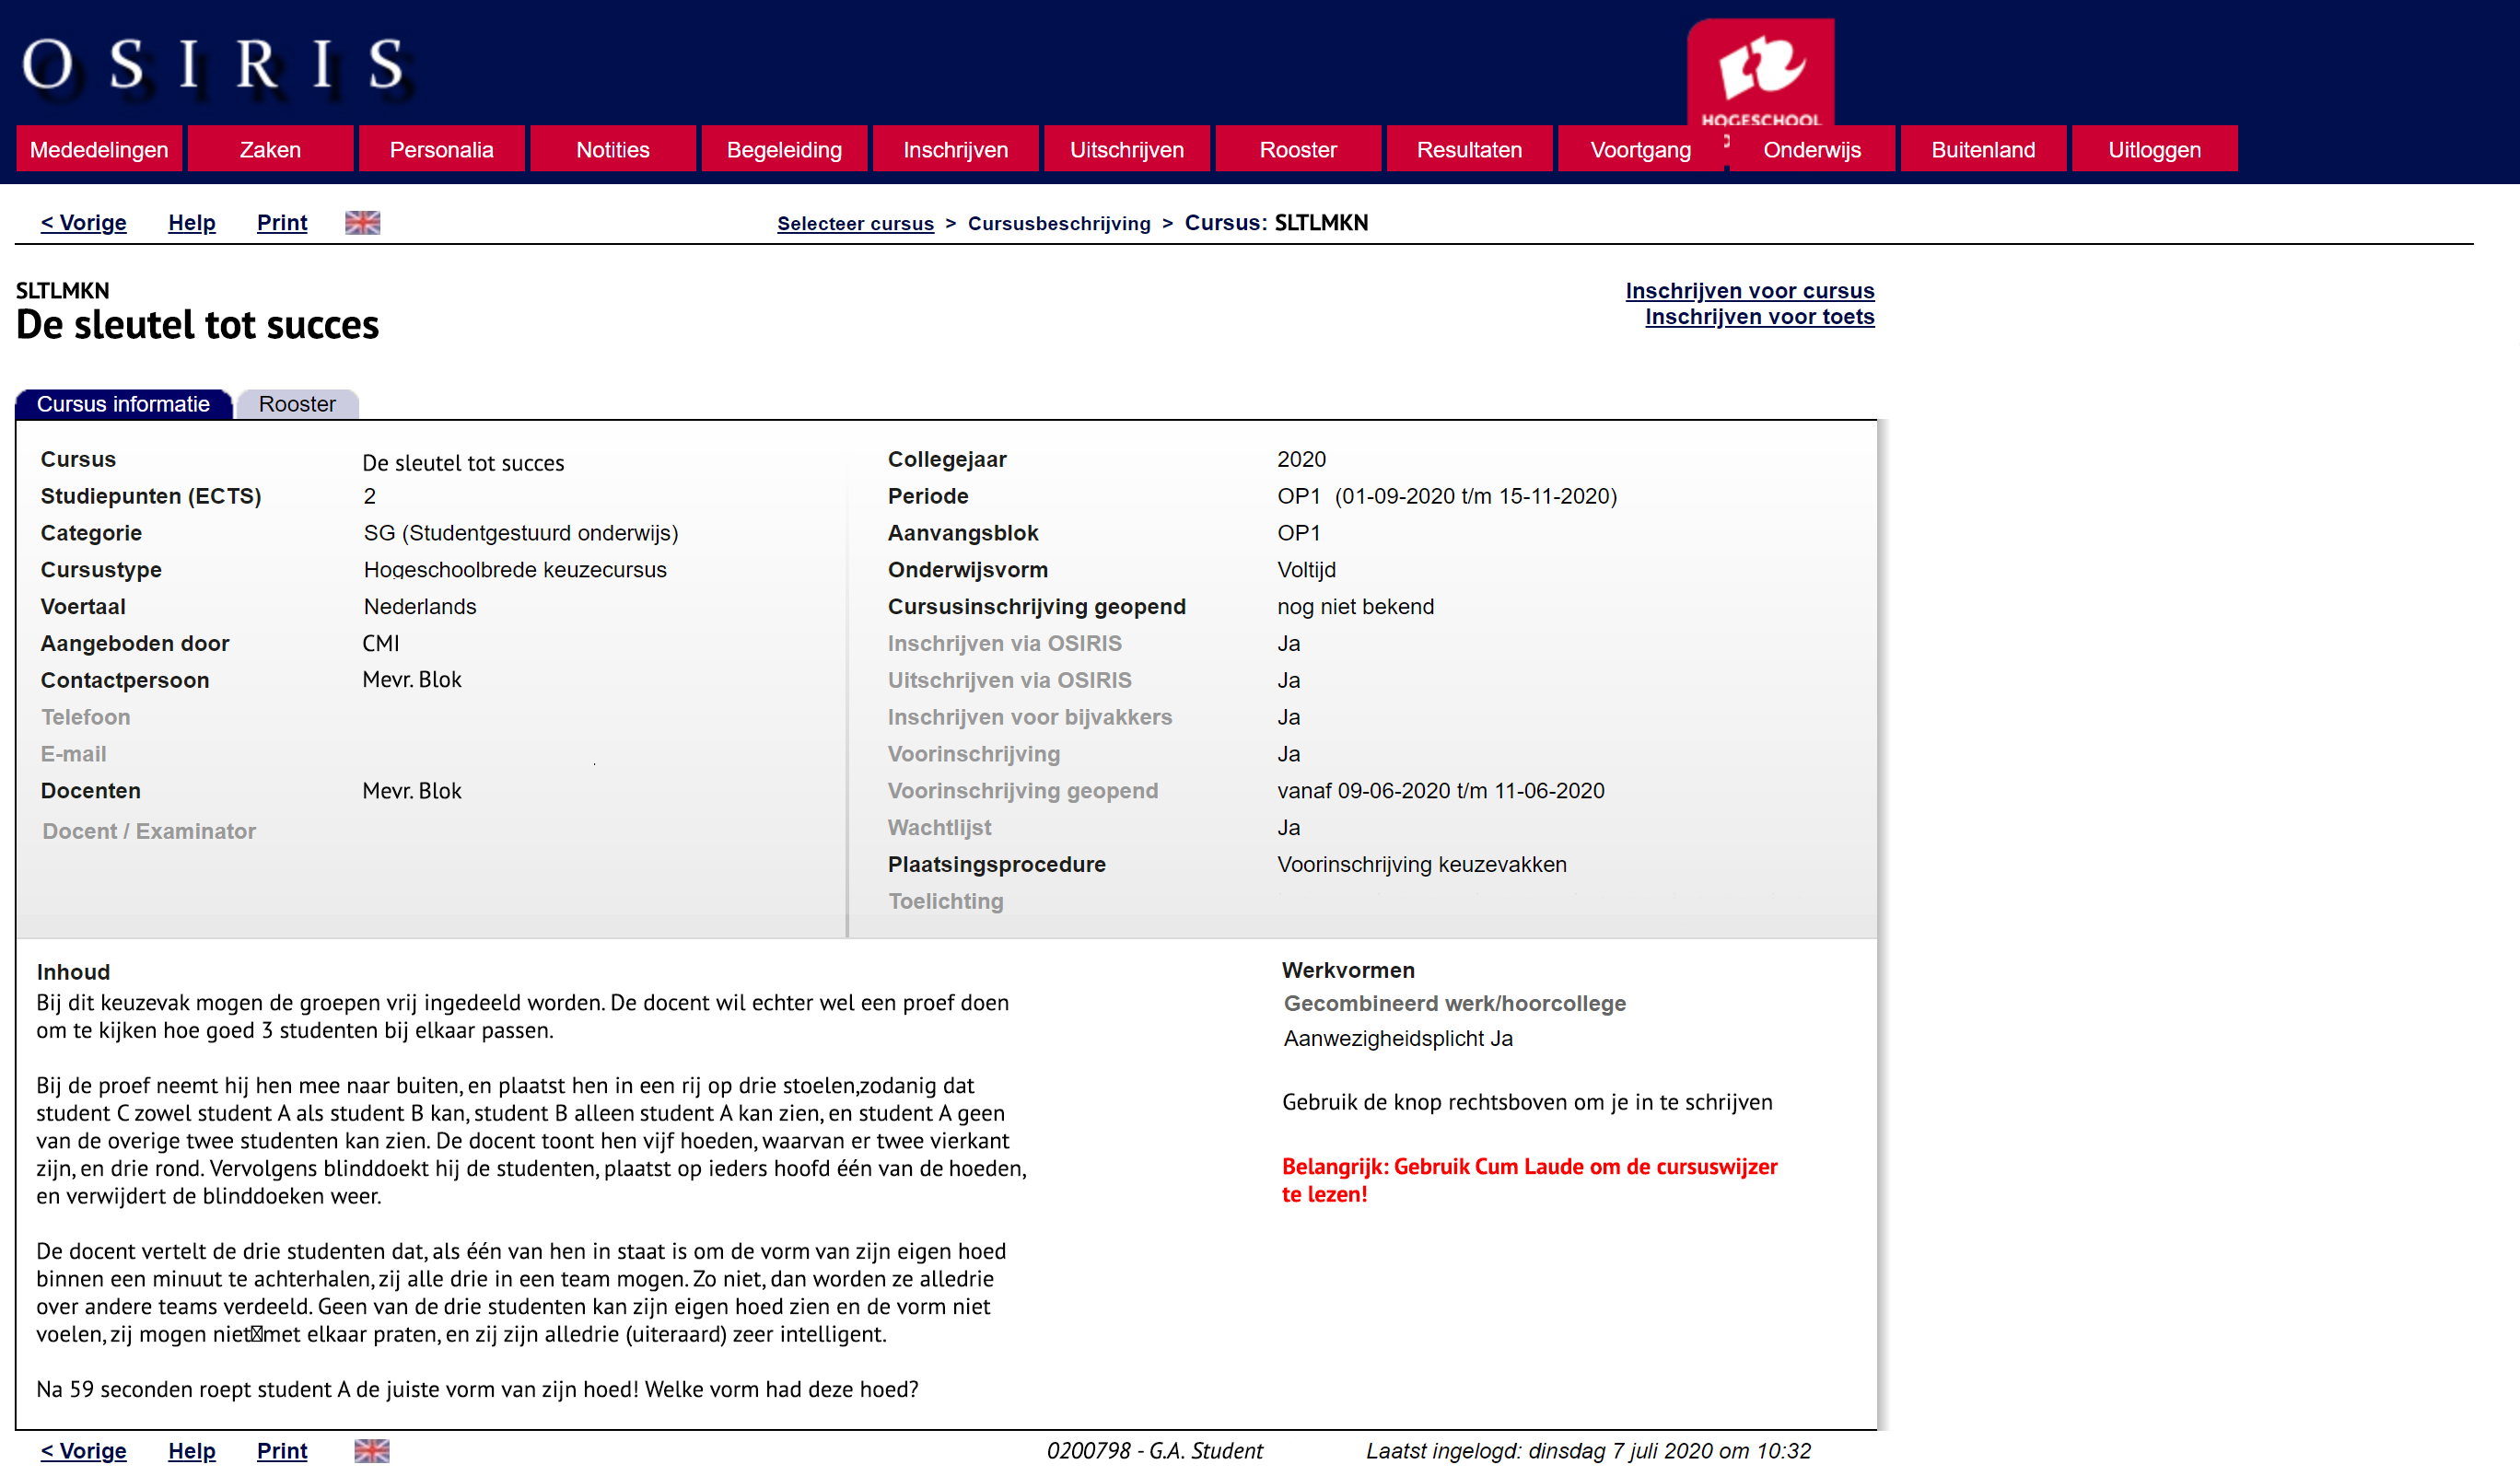 OSIRIS
HOGESCHOOL
Mededelingen Zaken Personalia Notities Begeleiding Inschrijven Uitschrijven Rooster Resultaten Voortgang Onderwijs Buitenland Uitloggen
< Vorige Help Print Selecteer cursus > Cursusbeschrijving > Cursus: SLTLMKN
SLTLMKN
De sleutel tot succes
Inschrijven voor cursus
Inschrijven voor toets
Cursus informatie Rooster
Cursus De sleutel tot succes
Studiepunten (ECTS) 2
Categorie SG (Studentgestuurd onderwijs)
Cursustype Hogeschoolbrede keuzecursus
Voertaal Nederlands
Aangeboden door CMI
Contactpersoon Mevr. Blok
Telefoon
E-mail
Docenten Mevr. Blok
Docent / Examinator
Collegejaar 2020
Periode OP1 (01-09-2020 t/m 15-11-2020)
Aanvangsblok OP1
Onderwijsvorm Voltijd
Cursusinschrijving geopend nog niet bekend
Inschrijven via OSIRIS Ja
Uitschrijven via OSIRIS Ja
Inschrijven voor bijvakkers Ja
Voorinschrijving Ja
Voorinschrijving geopend vanaf 09-06-2020 t/m 11-06-2020
Wachtlijst Ja
Plaatsingsprocedure Voorinschrijving keuzevakken
Toelichting
Inhoud
Bij dit keuzevak mogen de groepen vrij ingedeeld worden. De docent wil echter wel een proef doen
om te kijken hoe goed 3 studenten bij elkaar passen.
Bij de proef neemt hij hen mee naar buiten, en plaatst hen in een rij op drie stoelen,zodanig dat
student C zowel student A als student B kan, student B alleen student A kan zien, en student A geen
van de overige twee studenten kan zien. De docent toont hen vijf hoeden, waarvan er twee vierkant
zijn, en drie rond. Vervolgens blinddoekt hij de studenten, plaatst op ieders hoofd één van de hoeden,
en verwijdert de blinddoeken weer.
De docent vertelt de drie studenten dat, als één van hen in staat is om de vorm van zijn eigen hoed
binnen een minuut te achterhalen, zij alle drie in een team mogen. Zo niet, dan worden ze alledrie
over andere teams verdeeld. Geen van de drie studenten kan zijn eigen hoed zien en de vorm niet
voelen, zij mogen niet met elkaar praten, en zij zijn alledrie (uiteraard) zeer intelligent.
Na 59 seconden roept student A de juiste vorm van zijn hoed! Welke vorm had deze hoed?
Werkvormen
Gecombineerd werk/hoorcollege
Aanwezigheidsplicht Ja
Gebruik de knop rechtsboven om je in te schrijven
Belangrijk: Gebruik Cum Laude om de cursuswijzer
te lezen!
< Vorige Help Print 0200798 - G.A. Student Laatst ingelogd: dinsdag 7 juli 2020 om 10:32